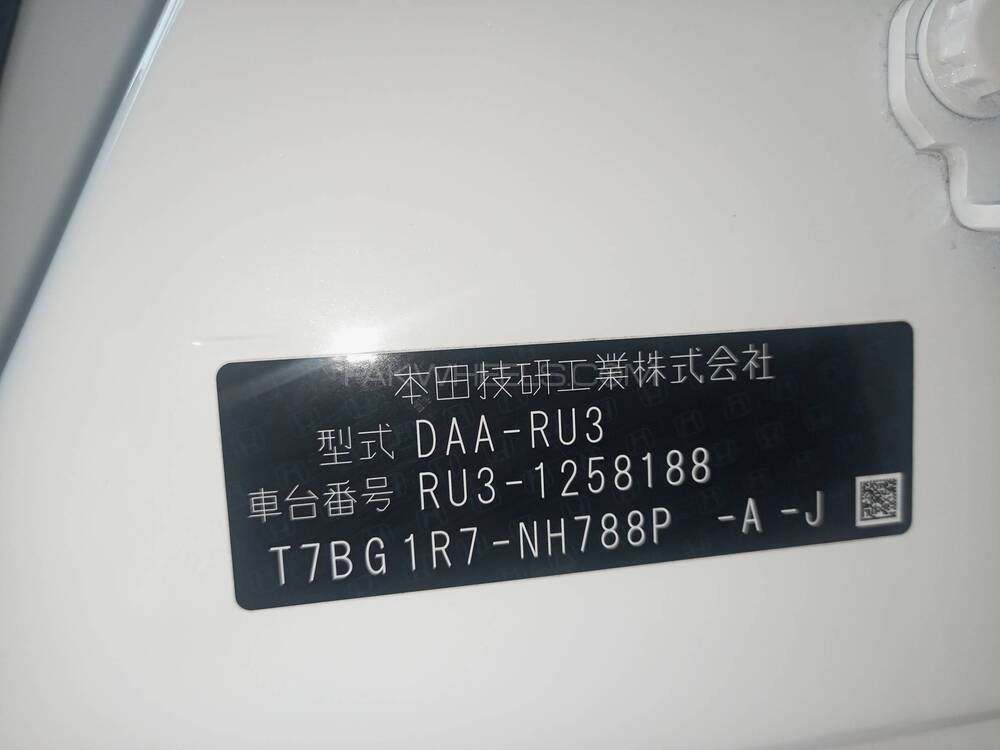 本田技研工業株式会社
型式 DAA-RU3
車台番号 RU3-1258188
T7BG1R7-NH788P -A -J